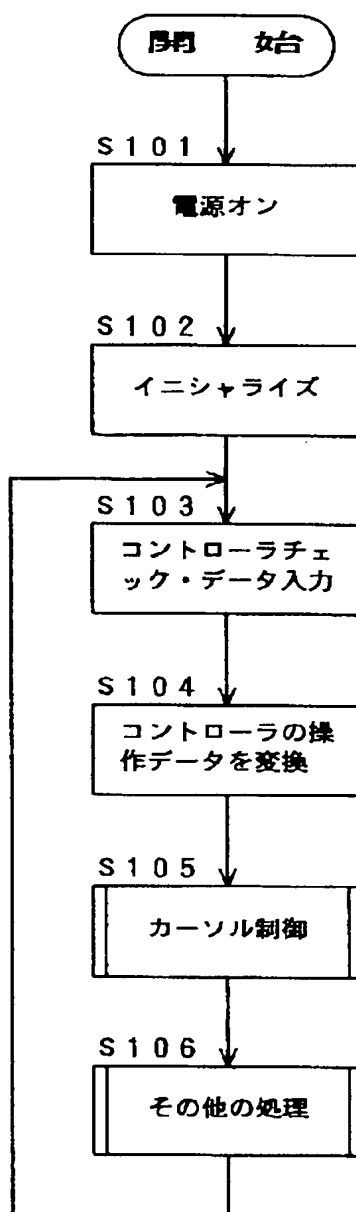 開 始
S101
電源オン
S102
イニシャライズ
S103
コントローラチェ
ック・データ入力
S104
コントローラの操
作データを変換
S105
カーソル制御
S106
その他の処理